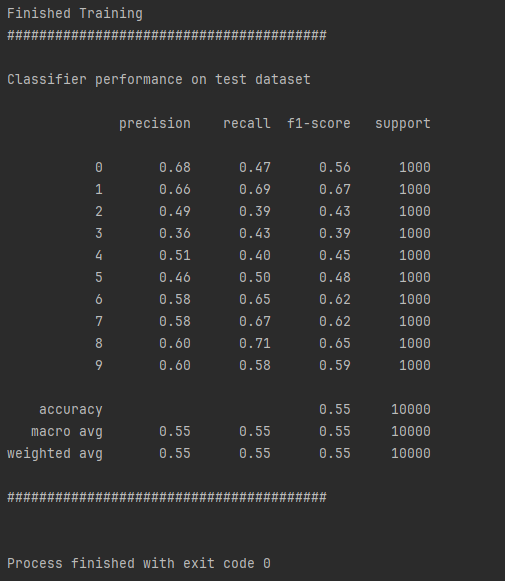 Finished Training
########################################
Classifier performance on test dataset
precision recall f1-score support
0 0.68 0.47 0.56 1000
1 0.66 0.69 0.67 1000
2 0.49 0.39 0.43 1000
3 0.36 0.43 0.39 1000
4 0.51 0.40 0.45 1000
5 0.46 0.50 0.48 1000
6 0.58 0.65 0.62 1000
7 0.58 0.67 0.62 1000
8 0.60 0.71 0.65 1000
9 0.60 0.58 0.59 1000
accuracy 0.55 10000
macro avg 0.55 0.55 0.55 10000
weighted avg 0.55 0.55 0.55 10000
########################################
Process finished with exit code 0